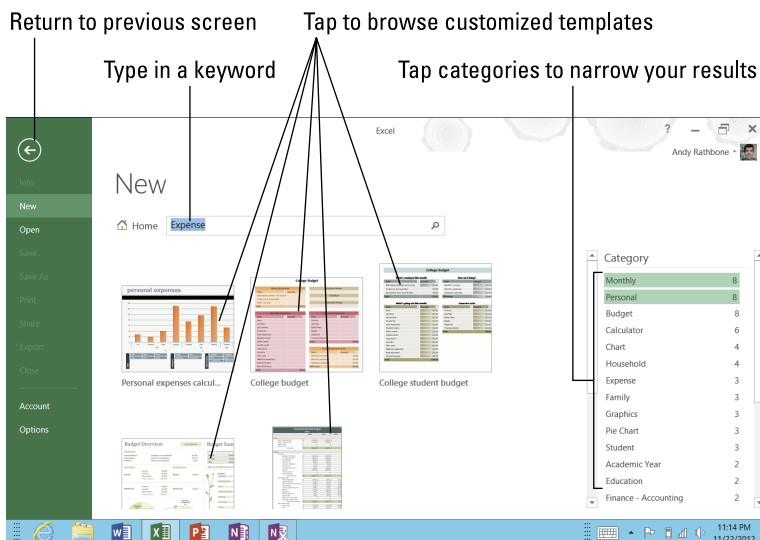 Return to previous screen
Tap to browse customized templates
Type in a keyword
Tap categories to narrow your results
Excel
?
Andy Rathbone
Info
New
Open
Save
Save As
Print
Share
Export
Close
Account
Options
New
Home
Expense
personal expenses
Personal expenses calcul...
College Budget
College budget
College Budget
College student budget
Budget Overview
Budget Sum
Category
Monthly 8
Personal 8
Budget 8
Calculator 6
Chart 4
Household 4
Expense 3
Family 3
Graphics 3
Pie Chart 3
Student 3
Academic Year 2
Education 2
Finance - Accounting 2
11:14 PM